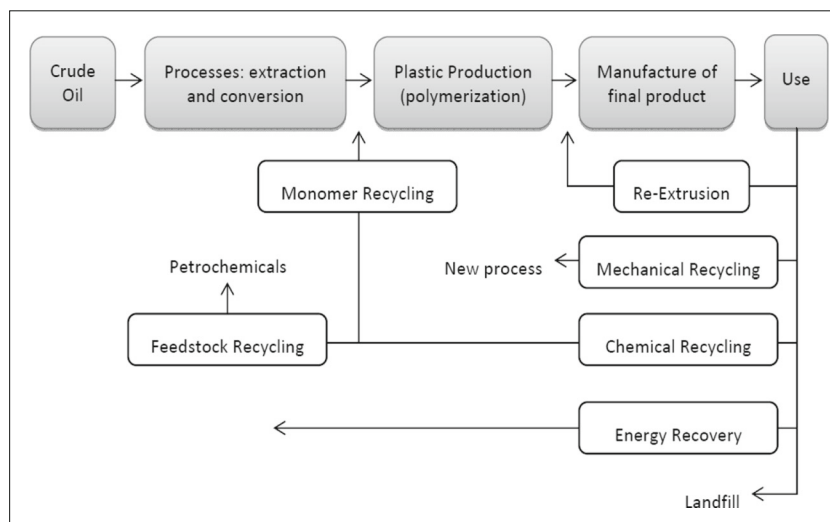 Crude
Oil
Processes: extraction
and conversion
Plastic Production
(polymerization)
Manufacture of
final product
Use
Monomer Recycling
Re-Extrusion
Petrochemicals
New process
Mechanical Recycling
Feedstock Recycling
Chemical Recycling
Energy Recovery
Landfill